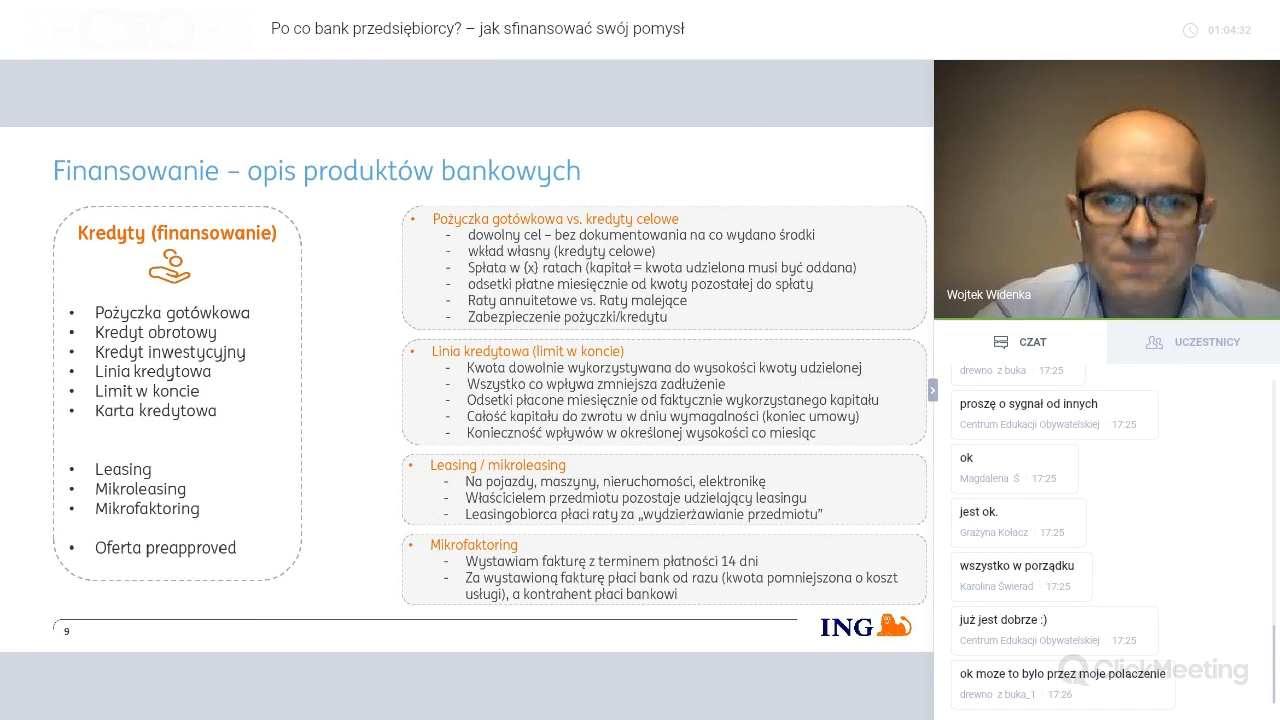 Po co bank przedsiębiorcy? – jak sfinansować swój pomysł
01:04:32
Finansowanie – opis produktów bankowych
Kredyty (finansowanie)
• Pożyczka gotówkowa
• Kredyt obrotowy
• Kredyt inwestycyjny
• Linia kredytowa
• Limit w koncie
• Karta kredytowa
• Leasing
• Mikroleasing
• Mikrofaktoring
• Oferta preapproved
• Pożyczka gotówkowa vs. kredyty celowe
- dowolny cel – bez dokumentowania na co wydano środki
- wkład własny (kredyty celowe)
- Spłata w {x} ratach (kapitał = kwota udzielona musi być oddana)
- odsetki płatne miesięcznie od kwoty pozostałej do spłaty
- Raty annuitetowe vs. Raty malejące
- Zabezpieczenie pożyczki/kredytu
• Linia kredytowa (limit w koncie)
- Kwota dowolnie wykorzystywana do wysokości kwoty udzielonej
- Wszystko co wpływa zmniejsza zadłużenie
- Odsetki płacone miesięcznie od faktycznie wykorzystanego kapitału
- Całość kapitału do zwrotu w dniu wymagalności (koniec umowy)
- Konieczność wpływów w określonej wysokości co miesiąc
• Leasing / mikroleasing
- Na pojazdy, maszyny, nieruchomości, elektronikę
- Właścicielem przedmiotu pozostaje udzielający leasingu
- Leasingobiorca płaci raty za „wydzierżawianie przedmiotu”
• Mikrofaktoring
- Wystawiam fakturę z terminem płatności 14 dni
- Za wystawioną fakturę płaci bank od razu (kwota pomniejszona o koszt
usługi), a kontrahent płaci bankowi
9
ING
Wojtek Widenka
CZAT
UCZESTNICY
drewno z buka 17:25
proszę o sygnał od innych
Centrum Edukacji Obywatelskiej 17:25
ok
Magdalena Ś 17:25
jest ok.
Grażyna Kołacz 17:25
wszystko w porządku
Karolina Świerad 17:25
już jest dobrze :)
Centrum Edukacji Obywatelskiej 17:25
ok moze to bylo przez moje polaczenie
drewno z buka_1 17:26
ClickMeeting